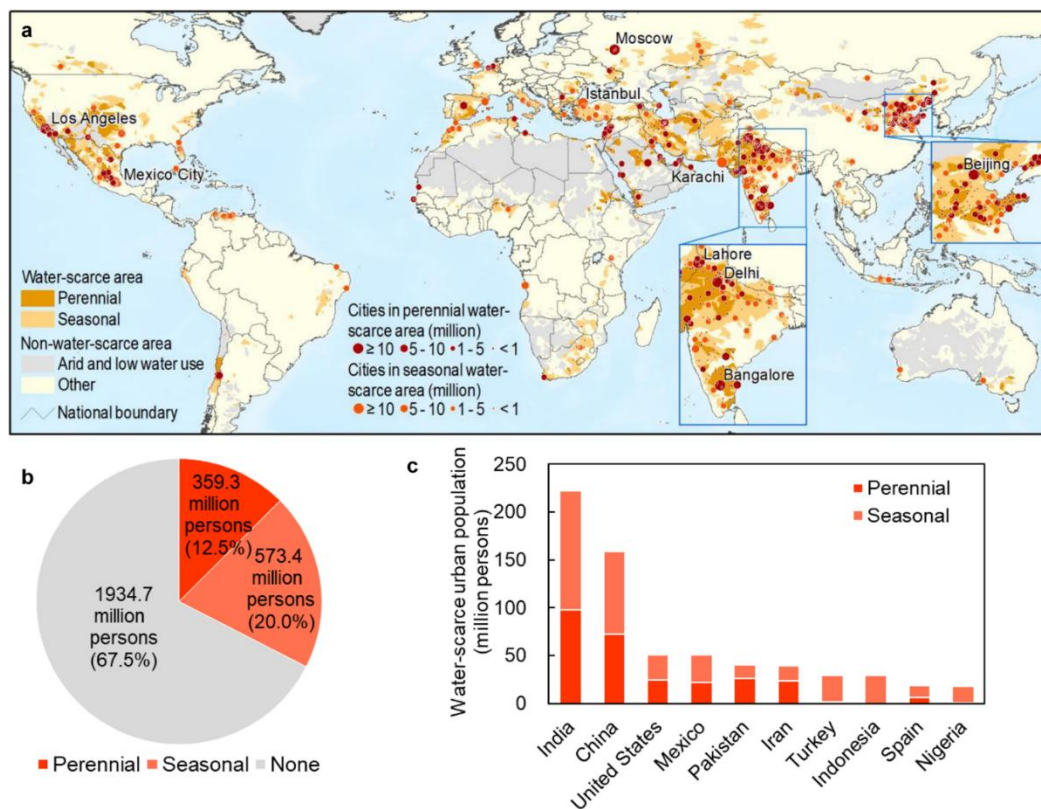 a
Moscow
Istanbul
Los Angeles
Mexico City
Karachi
Beijing
Lahore
Delhi
Bangalore
Water-scarce area
Perennial
Seasonal
Non-water-scarce area
Arid and low water use
Other
National boundary
Cities in perennial water-
scarce area (million)
≥ 10 5 - 10 1 - 5 < 1
Cities in seasonal water-
scarce area (million)
≥ 10 5 - 10 1 - 5 < 1
b
359.3
million
persons
(12.5%)
573.4
million
persons
(20.0%)
1934.7
million
persons
(67.5%)
Perennial Seasonal None
c
Water-scarce urban population
(million persons)
250
200
150
100
50
0
Perennial
Seasonal
India
China
United States
Mexico
Pakistan
Iran
Turkey
Indonesia
Spain
Nigeria